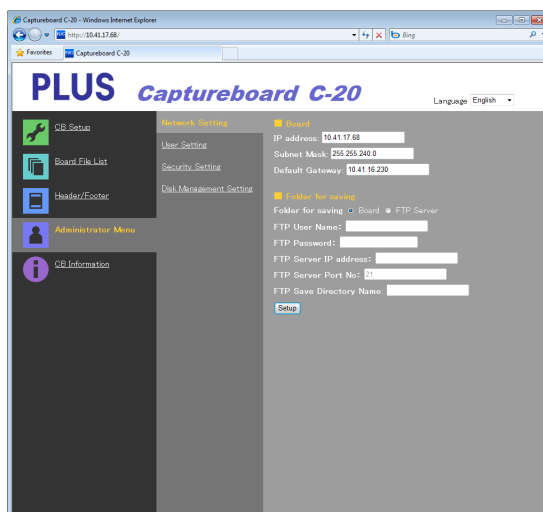 Captureboard C-20 - Windows Internet Explorer
http://10.41.17.68/
Bing
Favorites
Captureboard C-20
PLUS Captureboard C-20
Language English
CB Setup
Board File List
Header/Footer
Administrator Menu
CB Information
Network Setting
User Setting
Security Setting
Disk Management Setting
Board
IP address: 10.41.17.68
Subnet Mask: 255.255.240.0
Default Gateway: 10.41.16.230
Folder for saving
Folder for saving Board FTP Server
FTP User Name:
FTP Password:
FTP Server IP address:
FTP Server Port No: 21
FTP Save Directory Name:
Setup